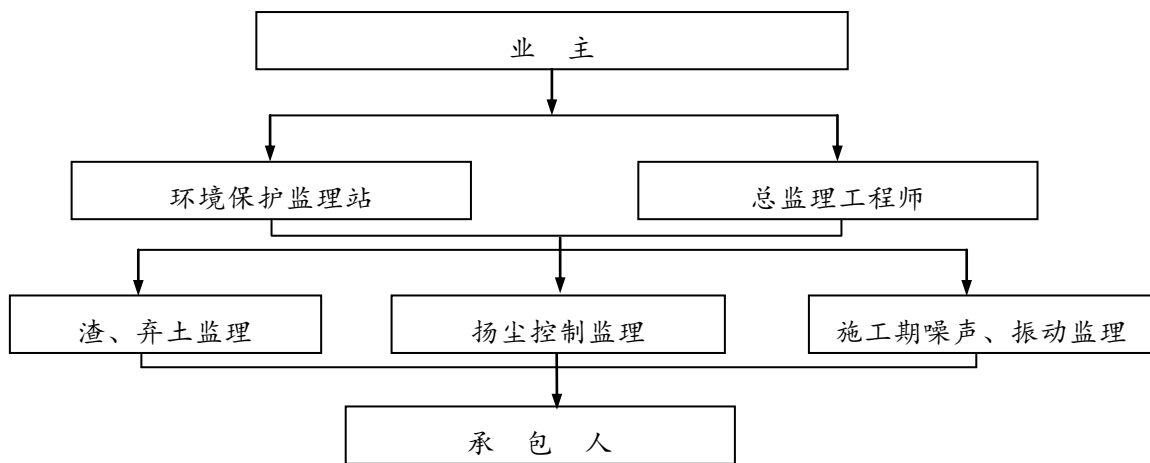 业 主
环境保护监理站
总监理工程师
渣、弃土监理
扬尘控制监理
施工期噪声、振动监理
承 包 人